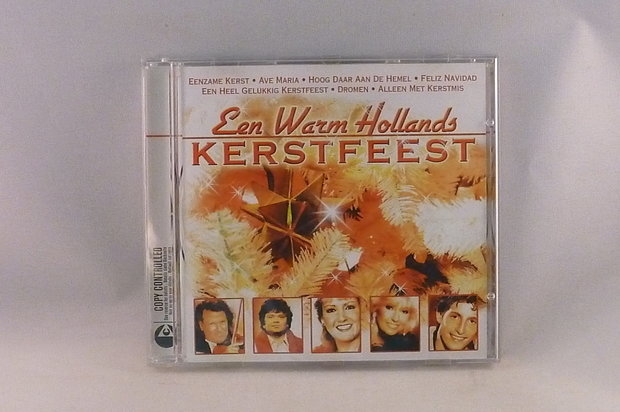 EENZAME KERST • AVE MARIA • HOOG DAAR AAN DE HEMEL • FELIZ NAVIDAD
EEN HEEL GELUKKIG KERSTFEEST • DROMEN • ALLEEN MET KERSTMIS
Een Warm Hollands
KERSTFEEST
COPY CONTROLLED